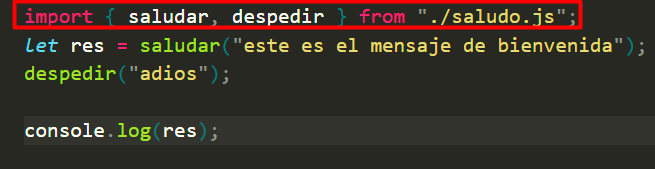 import { saludar, despedir } from "./saludo.js";
let res = saludar("este es el mensaje de bienvenida");
despedir("adios");
console.log(res);